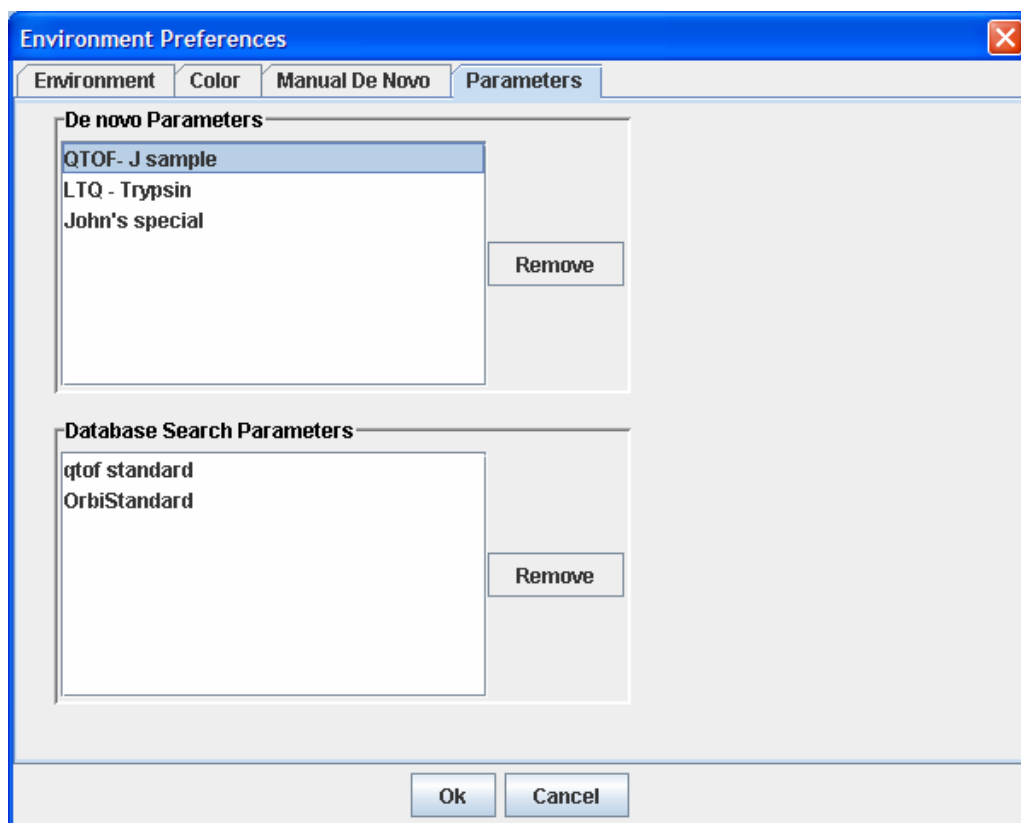 Environment Preferences
Environment Color Manual De Novo Parameters
De novo Parameters
QTOF- J sample
LTQ - Trypsin
John's special
Remove
Database Search Parameters
qtof standard
OrbiStandard
Remove
Ok Cancel